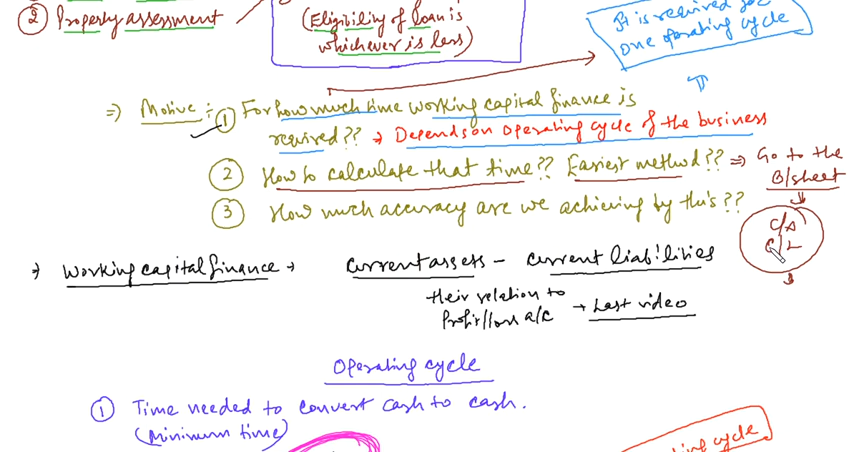 ② Property assessment
(Eligibility of loan is
whichever is less)
It is required for
one operating cycle
⇒ Motive :- ① For how much time working capital finance is
required?? → Depends on operating cycle of the business
② How to calculate that time?? Easiest method?? ⇒ Go to the
B/sheet
③ How much accuracy are we achieving by this??
C/A
C/L
→ Working capital finance → Current assets - Current liabilities
their relation to
Profit/loss a/c → Last video
Operating cycle
① Time needed to convert cash to cash.
(Minimum time)
cycle